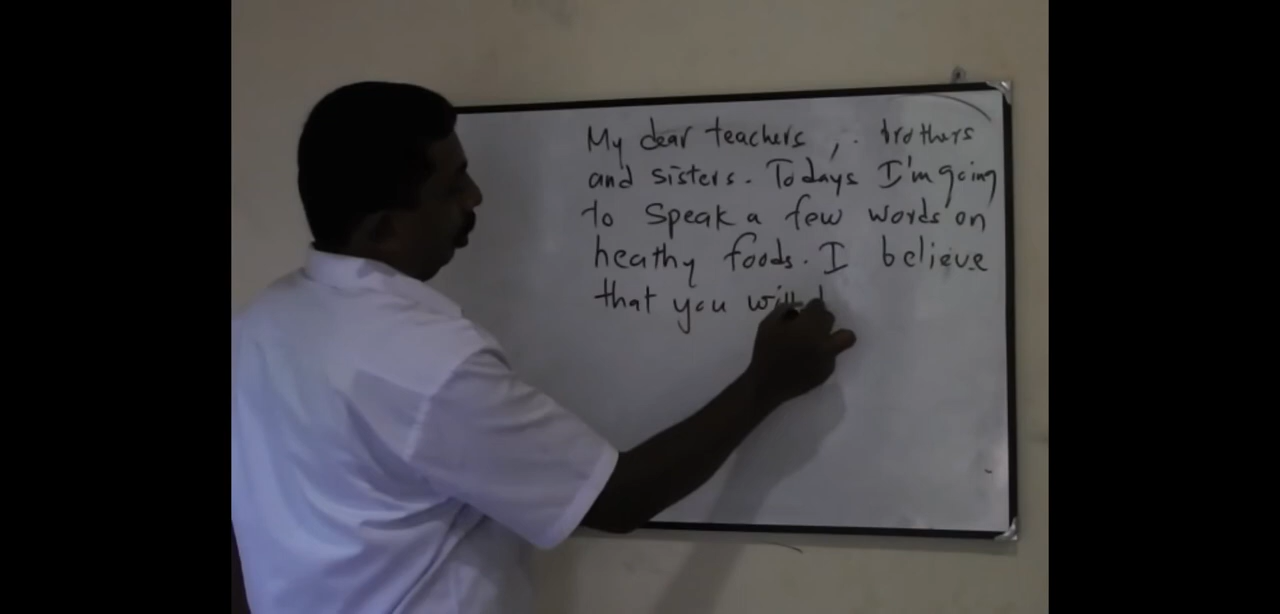 My dear teachers, brothers
and sisters. Todays I'm going
to speak a few words on
heathy foods. I believe
that you will